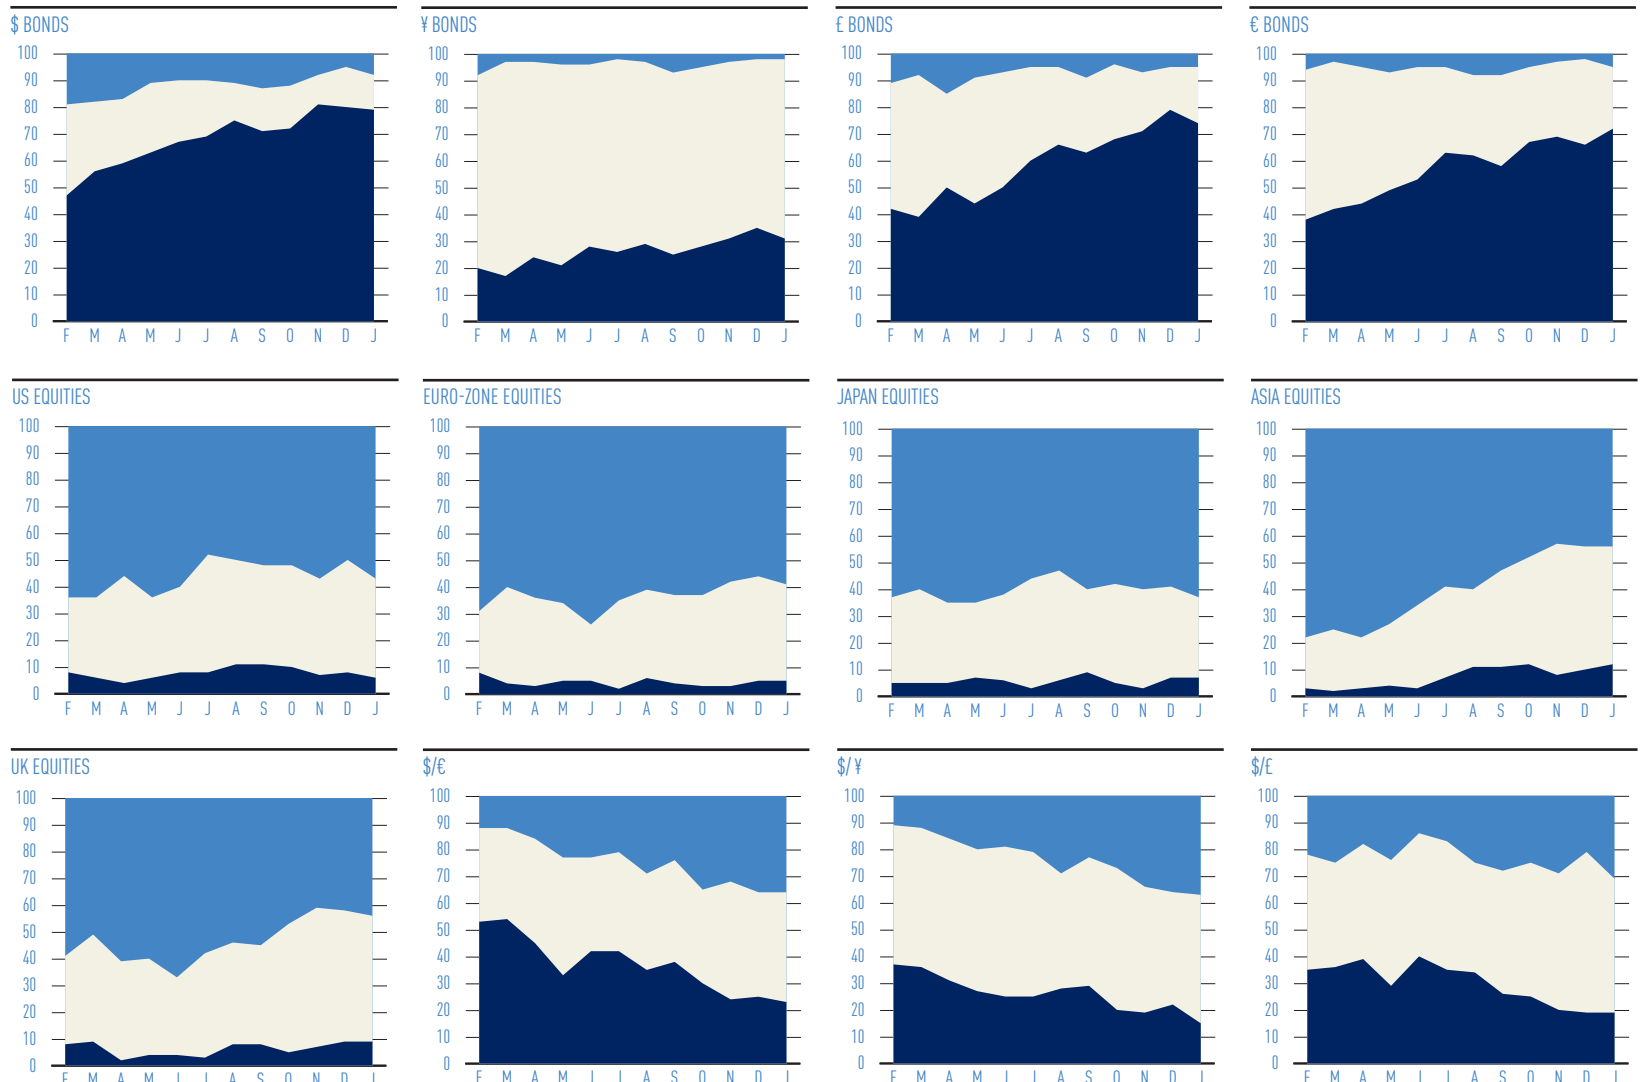 $ BONDS
¥ BONDS
£ BONDS
€ BONDS
100 100 100 100
90 90 90 90
80 80 80 80
70 70 70 70
60 60 60 60
50 50 50 50
40 40 40 40
30 30 30 30
20 20 20 20
10 10 10 10
0 0 0 0
F M A M J J A S O N D J
F M A M J J A S O N D J
F M A M J J A S O N D J
F M A M J J A S O N D J
US EQUITIES
EURO-ZONE EQUITIES
JAPAN EQUITIES
ASIA EQUITIES
100 100 100 100
90 90 90 90
80 80 80 80
70 70 70 70
60 60 60 60
50 50 50 50
40 40 40 40
30 30 30 30
20 20 20 20
10 10 10 10
0 0 0 0
F M A M J J A S O N D J
F M A M J J A S O N D J
F M A M J J A S O N D J
F M A M J J A S O N D J
UK EQUITIES
$/€
$/ ¥
$/£
100 100 100 100
90 90 90 90
80 80 80 80
70 70 70 70
60 60 60 60
50 50 50 50
40 40 40 40
30 30 30 30
20 20 20 20
10 10 10 10
0 0 0 0
F M A M J J A S O N D J
F M A M J J A S O N D J
F M A M J J A S O N D J
F M A M J J A S O N D J